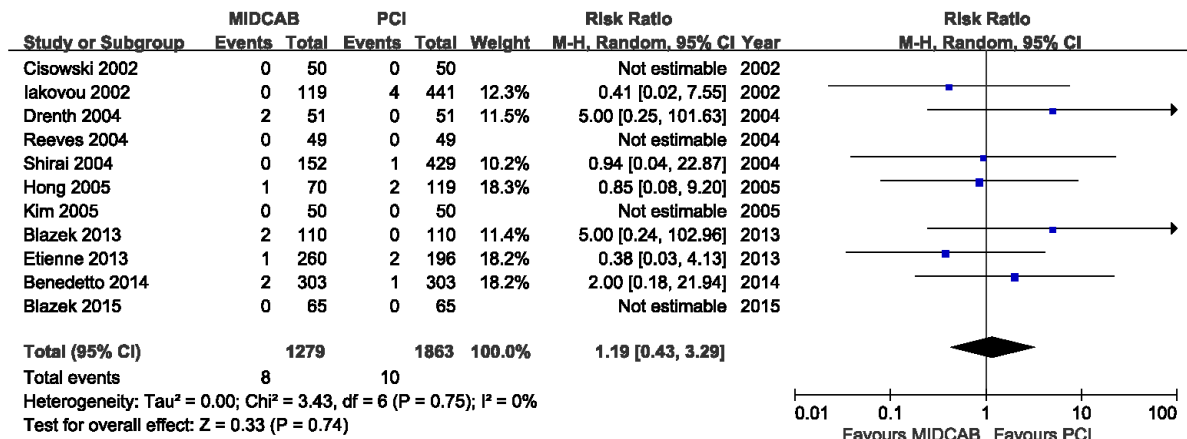 MIDCAB PCI Risk Ratio Risk Ratio
Study or Subgroup Events Total Events Total Weight M-H, Random, 95% CI Year M-H, Random, 95% CI
Cisowski 2002 0 50 0 50 Not estimable 2002
Iakovou 2002 0 119 4 441 12.3% 0.41 [0.02, 7.55] 2002
Drenth 2004 2 51 0 51 11.5% 5.00 [0.25, 101.63] 2004
Reeves 2004 0 49 0 49 Not estimable 2004
Shirai 2004 0 152 1 429 10.2% 0.94 [0.04, 22.87] 2004
Hong 2005 1 70 2 119 18.3% 0.85 [0.08, 9.20] 2005
Kim 2005 0 50 0 50 Not estimable 2005
Blazek 2013 2 110 0 110 11.4% 5.00 [0.24, 102.96] 2013
Etienne 2013 1 260 2 196 18.2% 0.38 [0.03, 4.13] 2013
Benedetto 2014 2 303 1 303 18.2% 2.00 [0.18, 21.94] 2014
Blazek 2015 0 65 0 65 Not estimable 2015
Total (95% CI) 1279 1863 100.0% 1.19 [0.43, 3.29]
Total events 8 10
Heterogeneity: Tau² = 0.00; Chi² = 3.43, df = 6 (P = 0.75); I² = 0%
Test for overall effect: Z = 0.33 (P = 0.74)
0.01 0.1 1 10 100
Favours MIDCAB Favours PCI